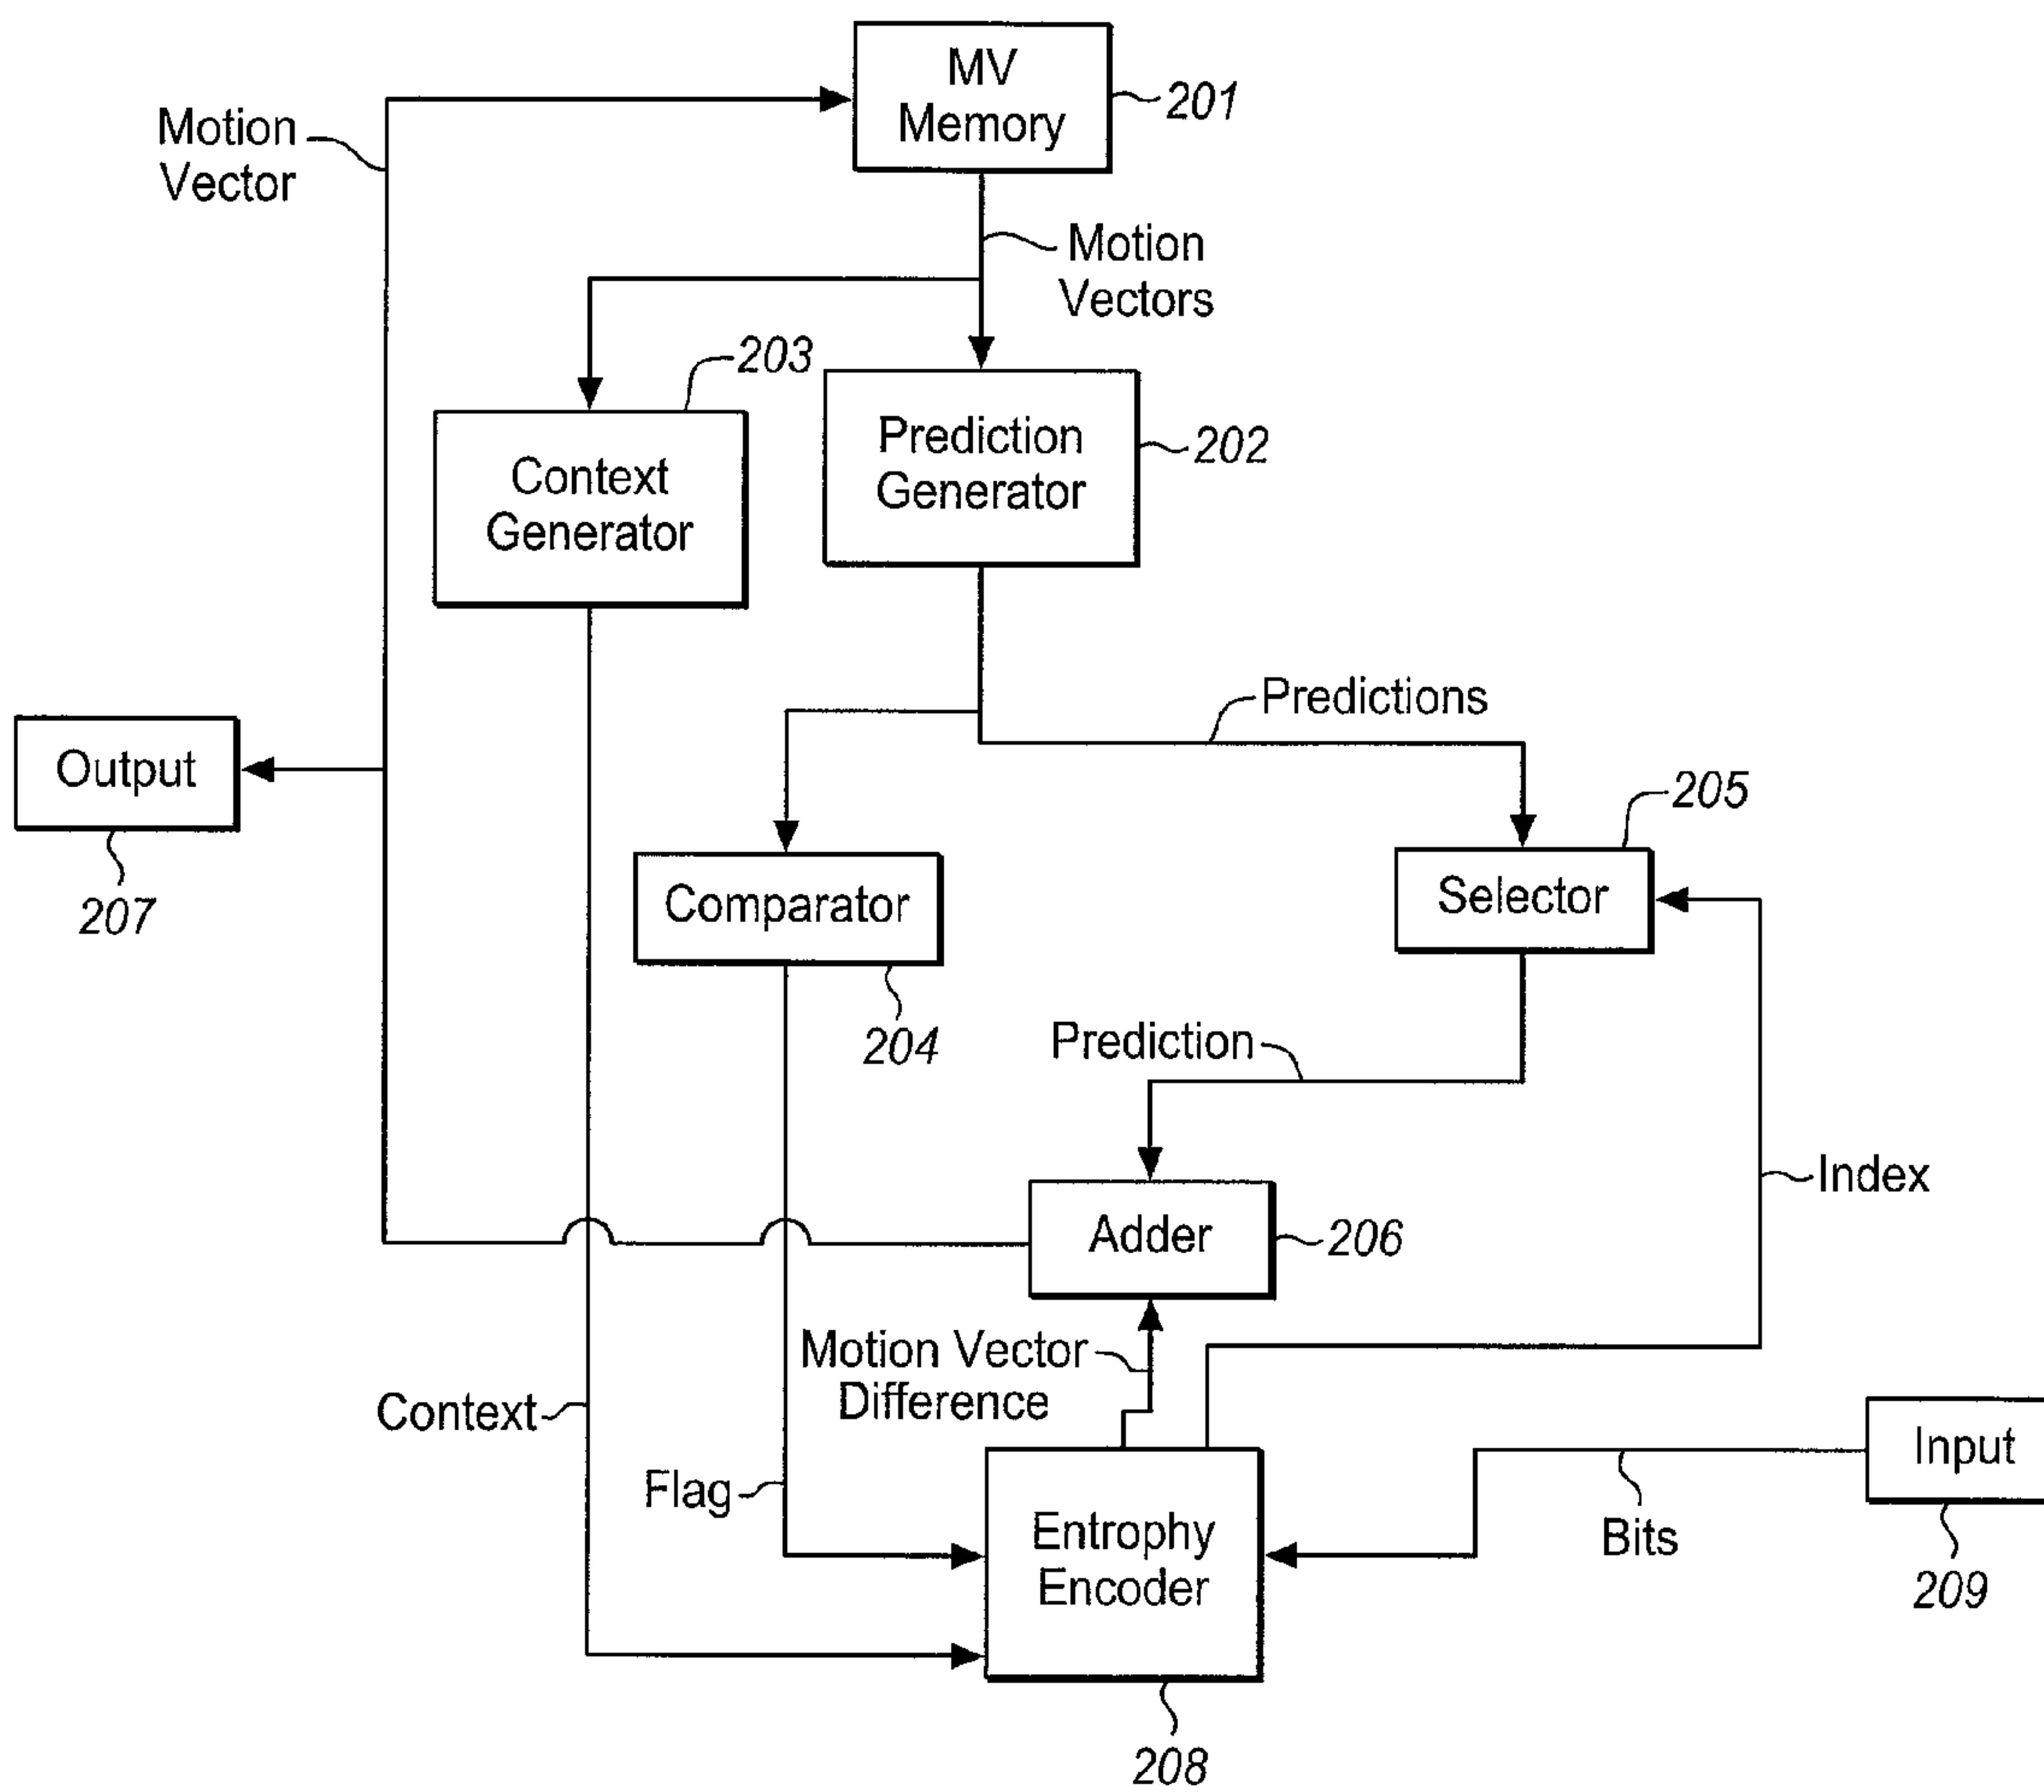 MV
Memory
201
Motion
Vector
Motion
Vectors
203
Context
Generator
Prediction
Generator
202
Predictions
Output
207
205
Comparator
204
Selector
Prediction
Index
Adder
206
Motion Vector
Difference
Context
Flag
Input
209
Bits
Entrophy
Encoder
208